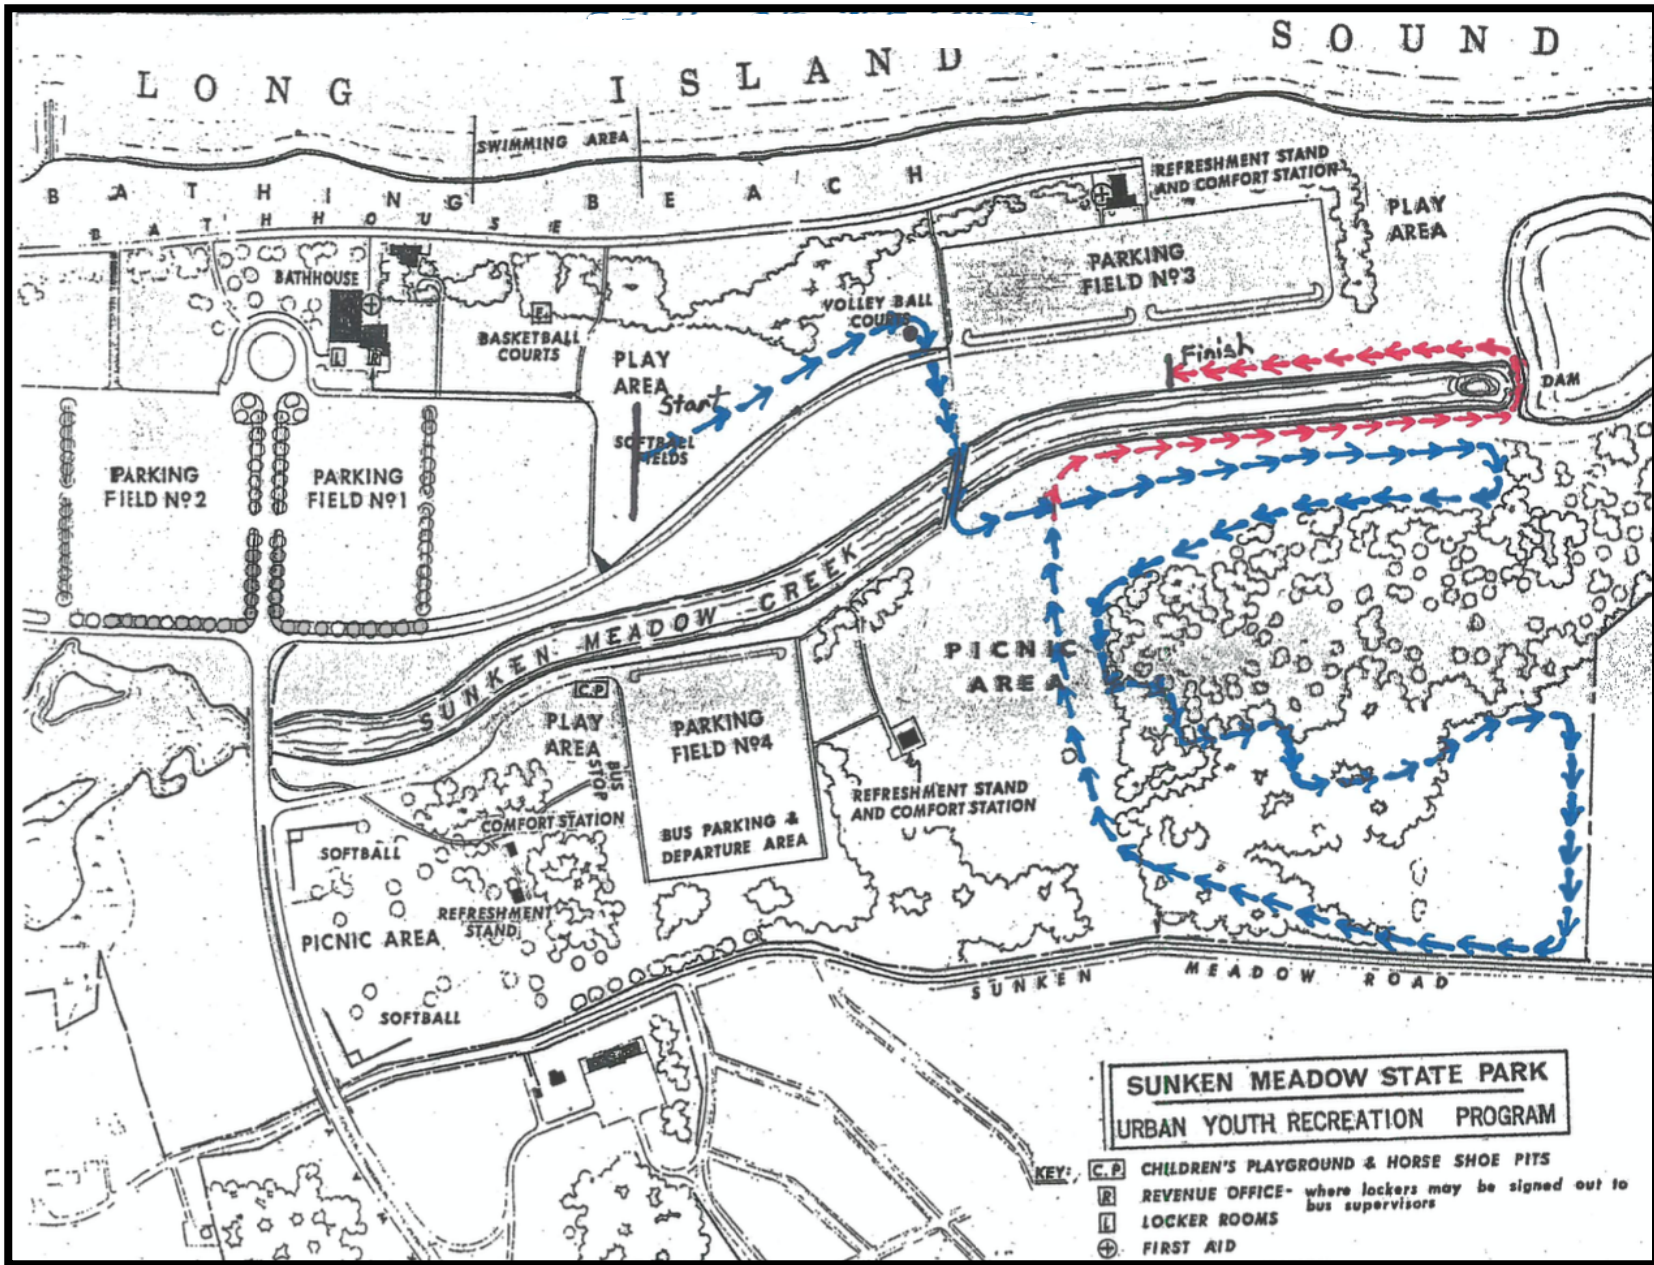 LONG ISLAND SOUND
SWIMMING AREA
BATHING BEACH
BATHHOUSE
REFRESHMENT STAND
AND COMFORT STATION
PLAY
AREA
PARKING
FIELD Nº3
BATHHOUSE
L
R
BASKETBALL
COURTS
VOLLEY BALL
COURTS
PLAY
AREA
Start
SOFTBALL
FIELDS
Finish
DAM
PARKING
FIELD Nº2
PARKING
FIELD Nº1
SUNKEN MEADOW CREEK
PICNIC
AREA
C.P
PLAY
AREA
BUS
STOP
PARKING
FIELD Nº4
BUS PARKING &
DEPARTURE AREA
REFRESHMENT STAND
AND COMFORT STATION
COMFORT STATION
SOFTBALL
REFRESHMENT
STAND
PICNIC AREA
SOFTBALL
SUNKEN MEADOW ROAD
SUNKEN MEADOW STATE PARK
URBAN YOUTH RECREATION PROGRAM
KEY:
C.P. CHILDREN'S PLAYGROUND & HORSE SHOE PITS
R REVENUE OFFICE- where lockers may be signed out to
bus supervisors
L LOCKER ROOMS
FIRST AID